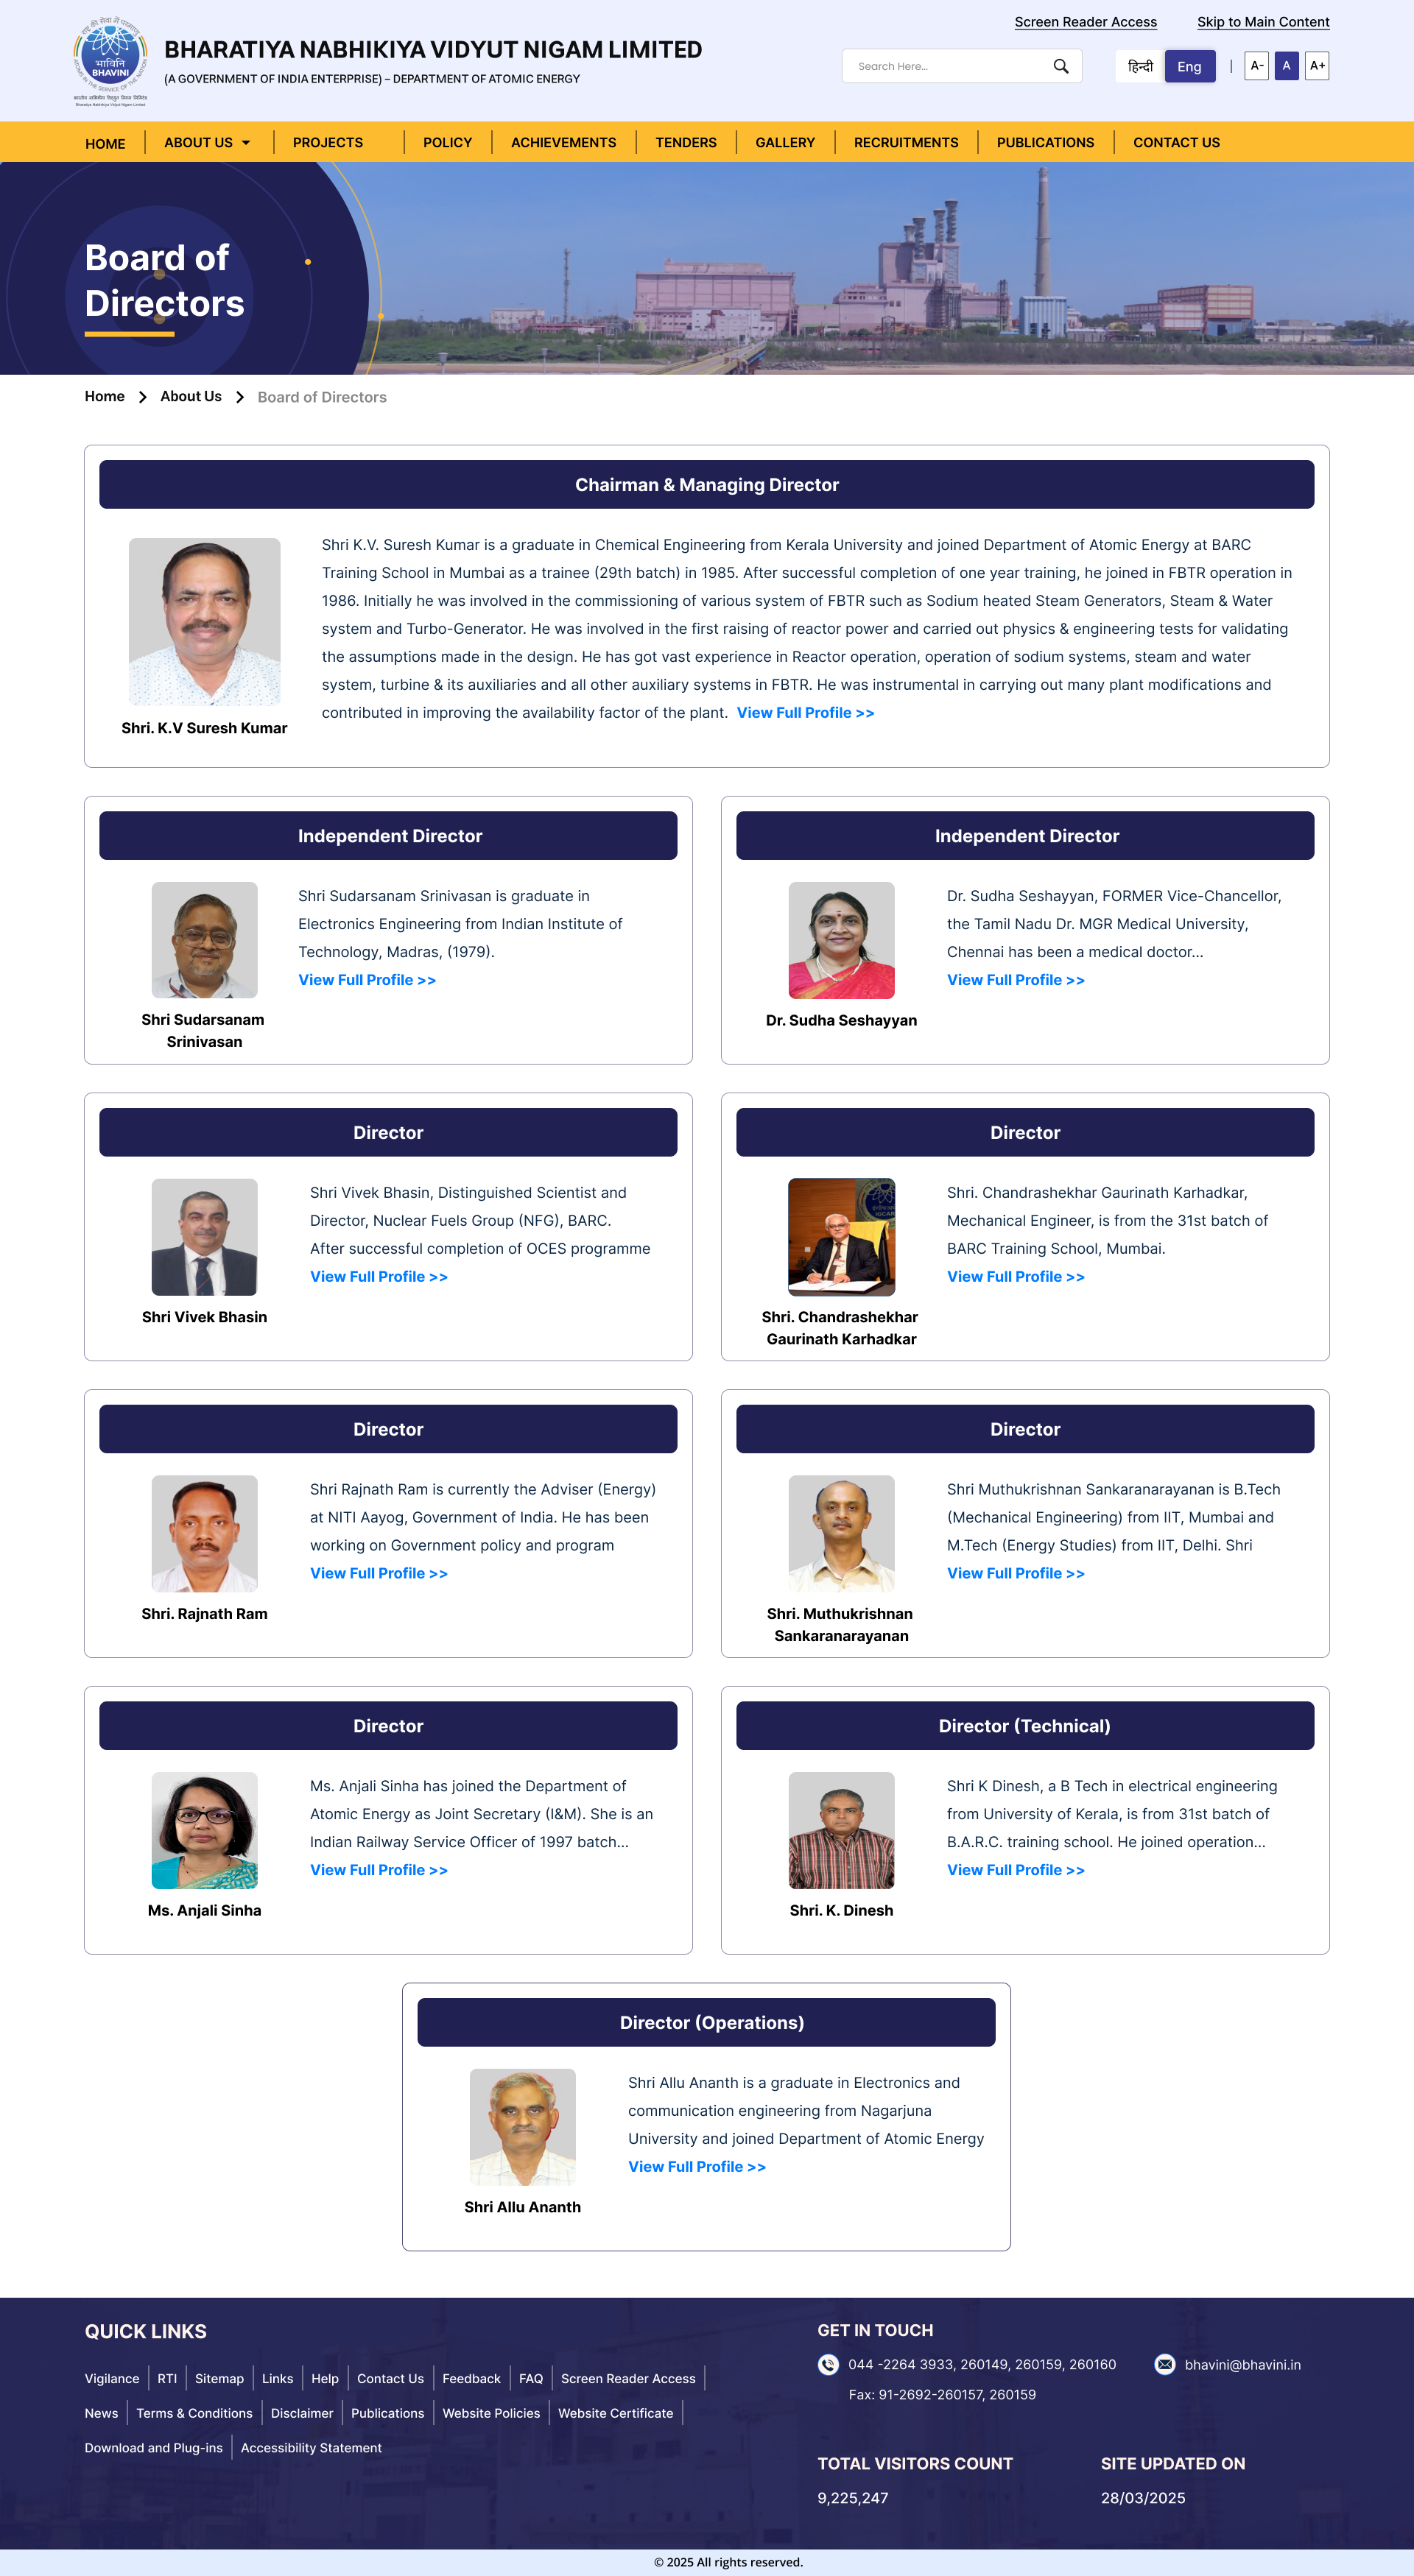 Screen Reader Access
Skip to Main Content
भाविनि
BHAVINI
BHARATIYA NABHIKIYA VIDYUT NIGAM LIMITED
(A GOVERNMENT OF INDIA ENTERPRISE) – DEPARTMENT OF ATOMIC ENERGY
Search Here...
हिन्दी
Eng
|
A-
A
A+
HOME
ABOUT US
PROJECTS
POLICY
ACHIEVEMENTS
TENDERS
GALLERY
RECRUITMENTS
PUBLICATIONS
CONTACT US
Board of
Directors
Home
About Us
Board of Directors
Chairman & Managing Director
Shri K.V. Suresh Kumar is a graduate in Chemical Engineering from Kerala University and joined Department of Atomic Energy at BARC
Training School in Mumbai as a trainee (29th batch) in 1985. After successful completion of one year training, he joined in FBTR operation in
1986. Initially he was involved in the commissioning of various system of FBTR such as Sodium heated Steam Generators, Steam & Water
system and Turbo-Generator. He was involved in the first raising of reactor power and carried out physics & engineering tests for validating
the assumptions made in the design. He has got vast experience in Reactor operation, operation of sodium systems, steam and water
system, turbine & its auxiliaries and all other auxiliary systems in FBTR. He was instrumental in carrying out many plant modifications and
contributed in improving the availability factor of the plant. View Full Profile >>
Shri. K.V Suresh Kumar
Independent Director
Shri Sudarsanam Srinivasan is graduate in
Electronics Engineering from Indian Institute of
Technology, Madras, (1979).
View Full Profile >>
Shri Sudarsanam
Srinivasan
Independent Director
Dr. Sudha Seshayyan, FORMER Vice-Chancellor,
the Tamil Nadu Dr. MGR Medical University,
Chennai has been a medical doctor...
View Full Profile >>
Dr. Sudha Seshayyan
Director
Shri Vivek Bhasin, Distinguished Scientist and
Director, Nuclear Fuels Group (NFG), BARC.
After successful completion of OCES programme
View Full Profile >>
Shri Vivek Bhasin
Director
IGCAR
Shri. Chandrashekhar Gaurinath Karhadkar,
Mechanical Engineer, is from the 31st batch of
BARC Training School, Mumbai.
View Full Profile >>
Shri. Chandrashekhar
Gaurinath Karhadkar
Director
Shri Rajnath Ram is currently the Adviser (Energy)
at NITI Aayog, Government of India. He has been
working on Government policy and program
View Full Profile >>
Shri. Rajnath Ram
Director
Shri Muthukrishnan Sankaranarayanan is B.Tech
(Mechanical Engineering) from IIT, Mumbai and
M.Tech (Energy Studies) from IIT, Delhi. Shri
View Full Profile >>
Shri. Muthukrishnan
Sankaranarayanan
Director
Ms. Anjali Sinha has joined the Department of
Atomic Energy as Joint Secretary (I&M). She is an
Indian Railway Service Officer of 1997 batch...
View Full Profile >>
Ms. Anjali Sinha
Director (Technical)
Shri K Dinesh, a B Tech in electrical engineering
from University of Kerala, is from 31st batch of
B.A.R.C. training school. He joined operation...
View Full Profile >>
Shri. K. Dinesh
Director (Operations)
Shri Allu Ananth is a graduate in Electronics and
communication engineering from Nagarjuna
University and joined Department of Atomic Energy
View Full Profile >>
Shri Allu Ananth
QUICK LINKS
Vigilance
RTI
Sitemap
Links
Help
Contact Us
Feedback
FAQ
Screen Reader Access
News
Terms & Conditions
Disclaimer
Publications
Website Policies
Website Certificate
Download and Plug-ins
Accessibility Statement
GET IN TOUCH
044 -2264 3933, 260149, 260159, 260160
bhavini@bhavini.in
Fax: 91-2692-260157, 260159
TOTAL VISITORS COUNT
9,225,247
SITE UPDATED ON
28/03/2025
© 2025 All rights reserved.